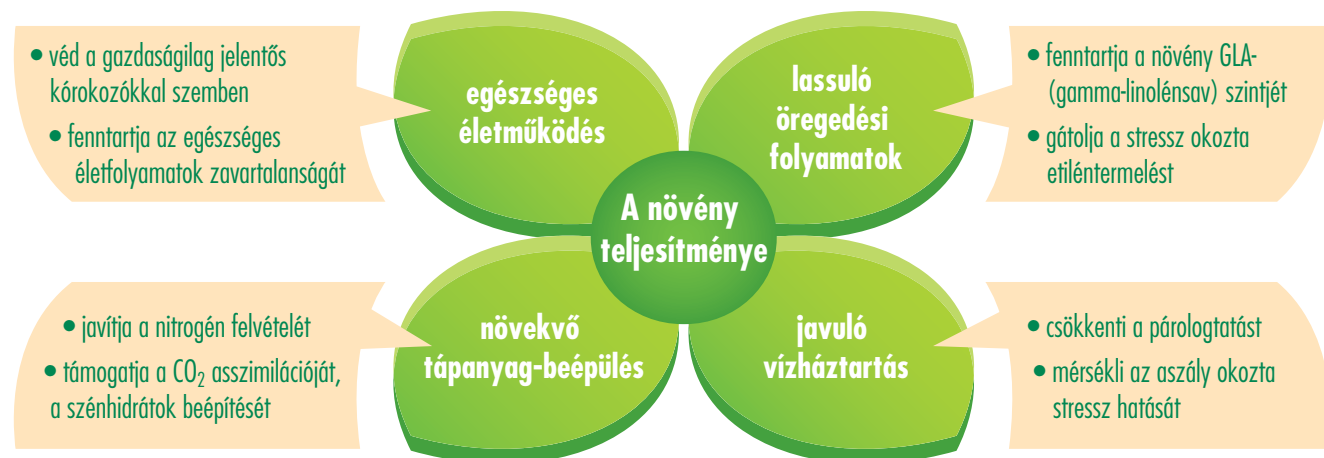 • véd a gazdaságilag jelentős
kórokozókkal szemben
• fenntartja az egészséges
életfolyamatok zavartalanságát
egészséges
életműködés
lassuló
öregedési
folyamatok
• fenntartja a növény GLA-
(gamma-linolénsav) szintjét
• gátolja a stressz okozta
etiléntermelést
A növény
teljesítménye
• javítja a nitrogén felvételét
• támogatja a CO₂ asszimilációját,
a szénhidrátok beépítését
növekvő
tápanyag-beépülés
javuló
vízháztartás
• csökkenti a párologtatást
• mérsékli az aszály okozta
stressz hatását